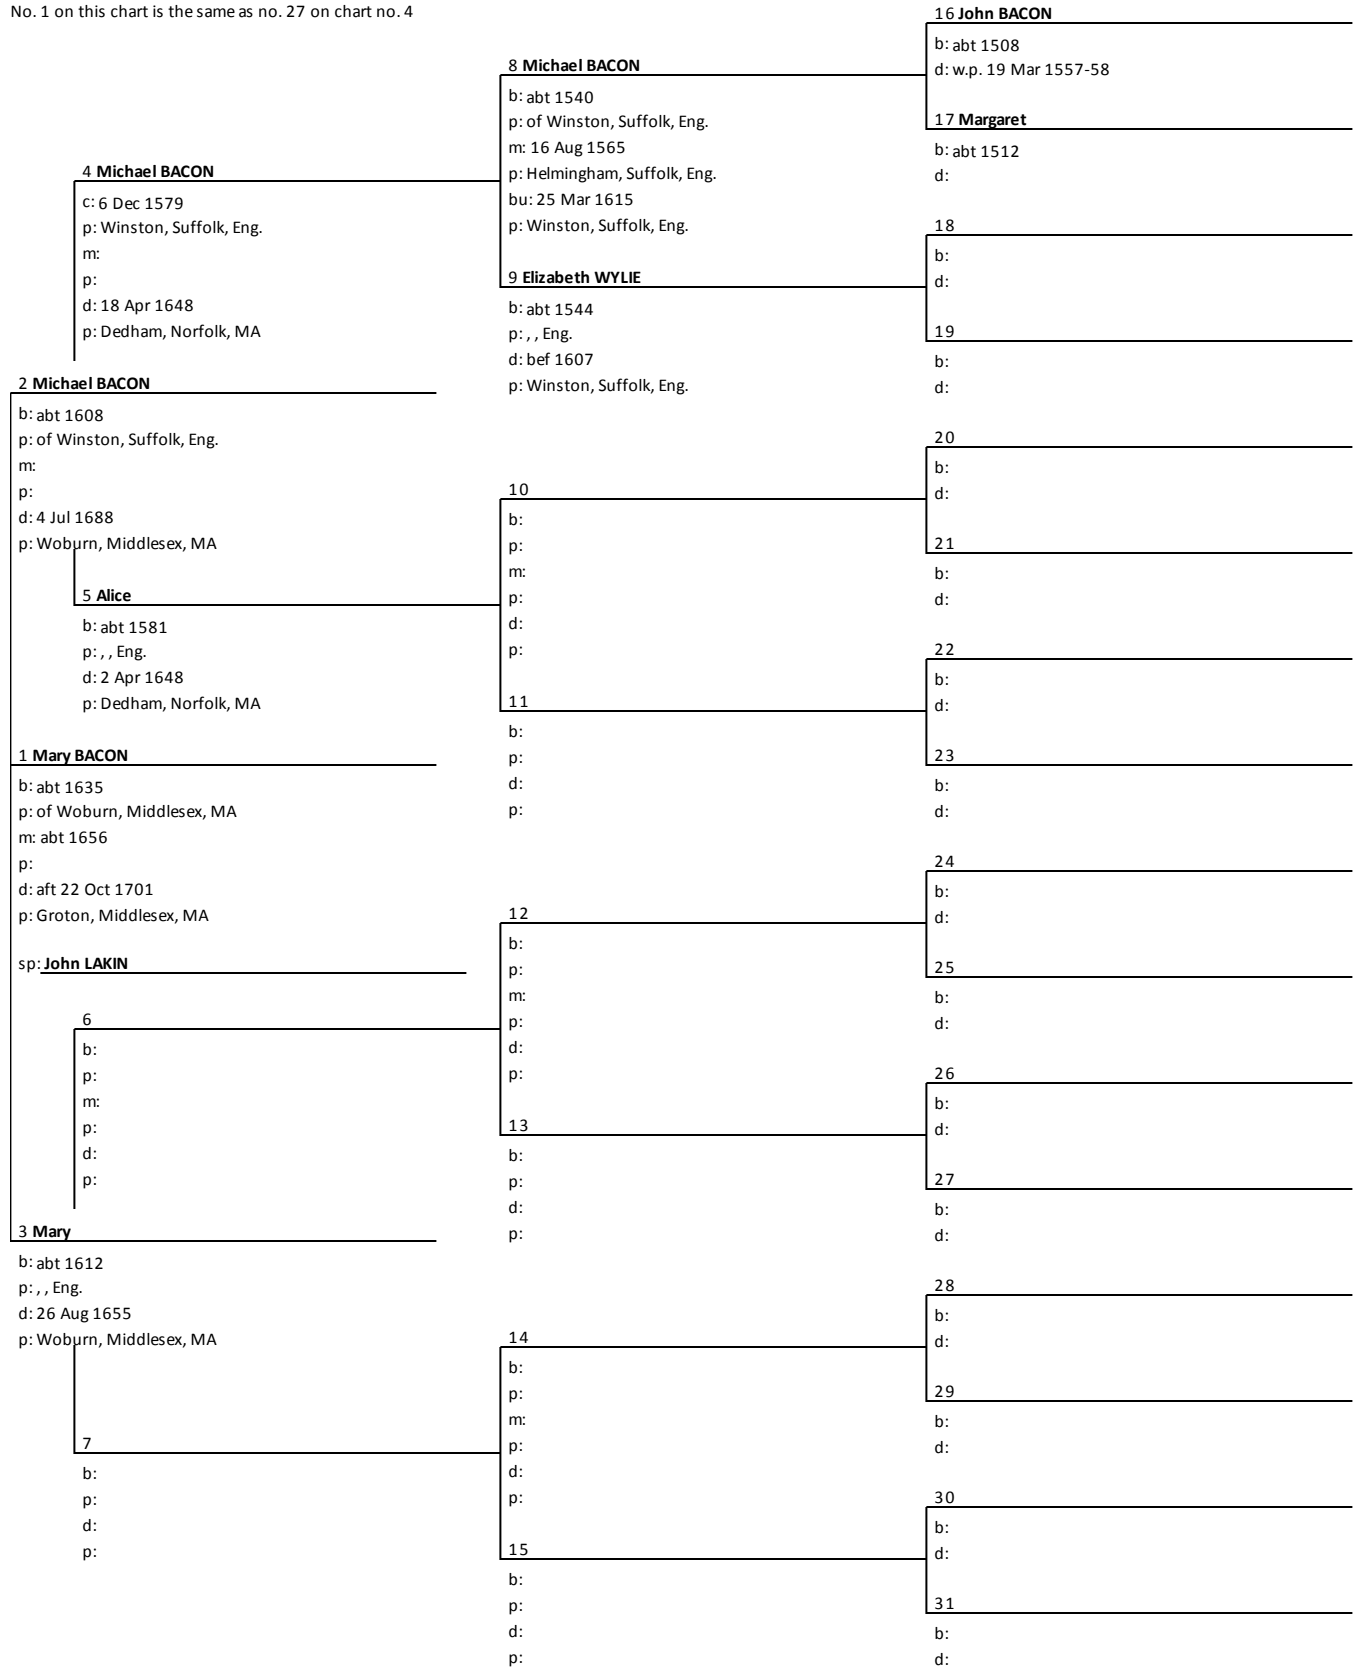 No. 1 on this chart is the same as no. 27 on chart no. 4
16 John BACON
b: abt 1508
d: w.p. 19 Mar 1557-58
8 Michael BACON
b: abt 1540
p: of Winston, Suffolk, Eng.
m: 16 Aug 1565
p: Helmingham, Suffolk, Eng.
bu: 25 Mar 1615
p: Winston, Suffolk, Eng.
17 Margaret
b: abt 1512
d:
4 Michael BACON
c: 6 Dec 1579
p: Winston, Suffolk, Eng.
m:
p:
d: 18 Apr 1648
p: Dedham, Norfolk, MA
18
b:
d:
9 Elizabeth WYLIE
b: abt 1544
p: , , Eng.
d: bef 1607
p: Winston, Suffolk, Eng.
19
b:
d:
2 Michael BACON
b: abt 1608
p: of Winston, Suffolk, Eng.
m:
p:
d: 4 Jul 1688
p: Woburn, Middlesex, MA
20
b:
d:
10
b:
p:
m:
p:
d:
p:
21
b:
d:
5 Alice
b: abt 1581
p: , , Eng.
d: 2 Apr 1648
p: Dedham, Norfolk, MA
22
b:
d:
11
b:
p:
d:
p:
23
b:
d:
1 Mary BACON
b: abt 1635
p: of Woburn, Middlesex, MA
m: abt 1656
p:
d: aft 22 Oct 1701
p: Groton, Middlesex, MA
sp: John LAKIN
24
b:
d:
12
b:
p:
m:
p:
d:
p:
25
b:
d:
6
b:
p:
m:
p:
d:
p:
26
b:
d:
13
b:
p:
d:
p:
27
b:
d:
3 Mary
b: abt 1612
p: , , Eng.
d: 26 Aug 1655
p: Woburn, Middlesex, MA
28
b:
d:
14
b:
p:
m:
p:
d:
p:
29
b:
d:
7
b:
p:
d:
p:
30
b:
d:
15
b:
p:
d:
p:
31
b:
d: